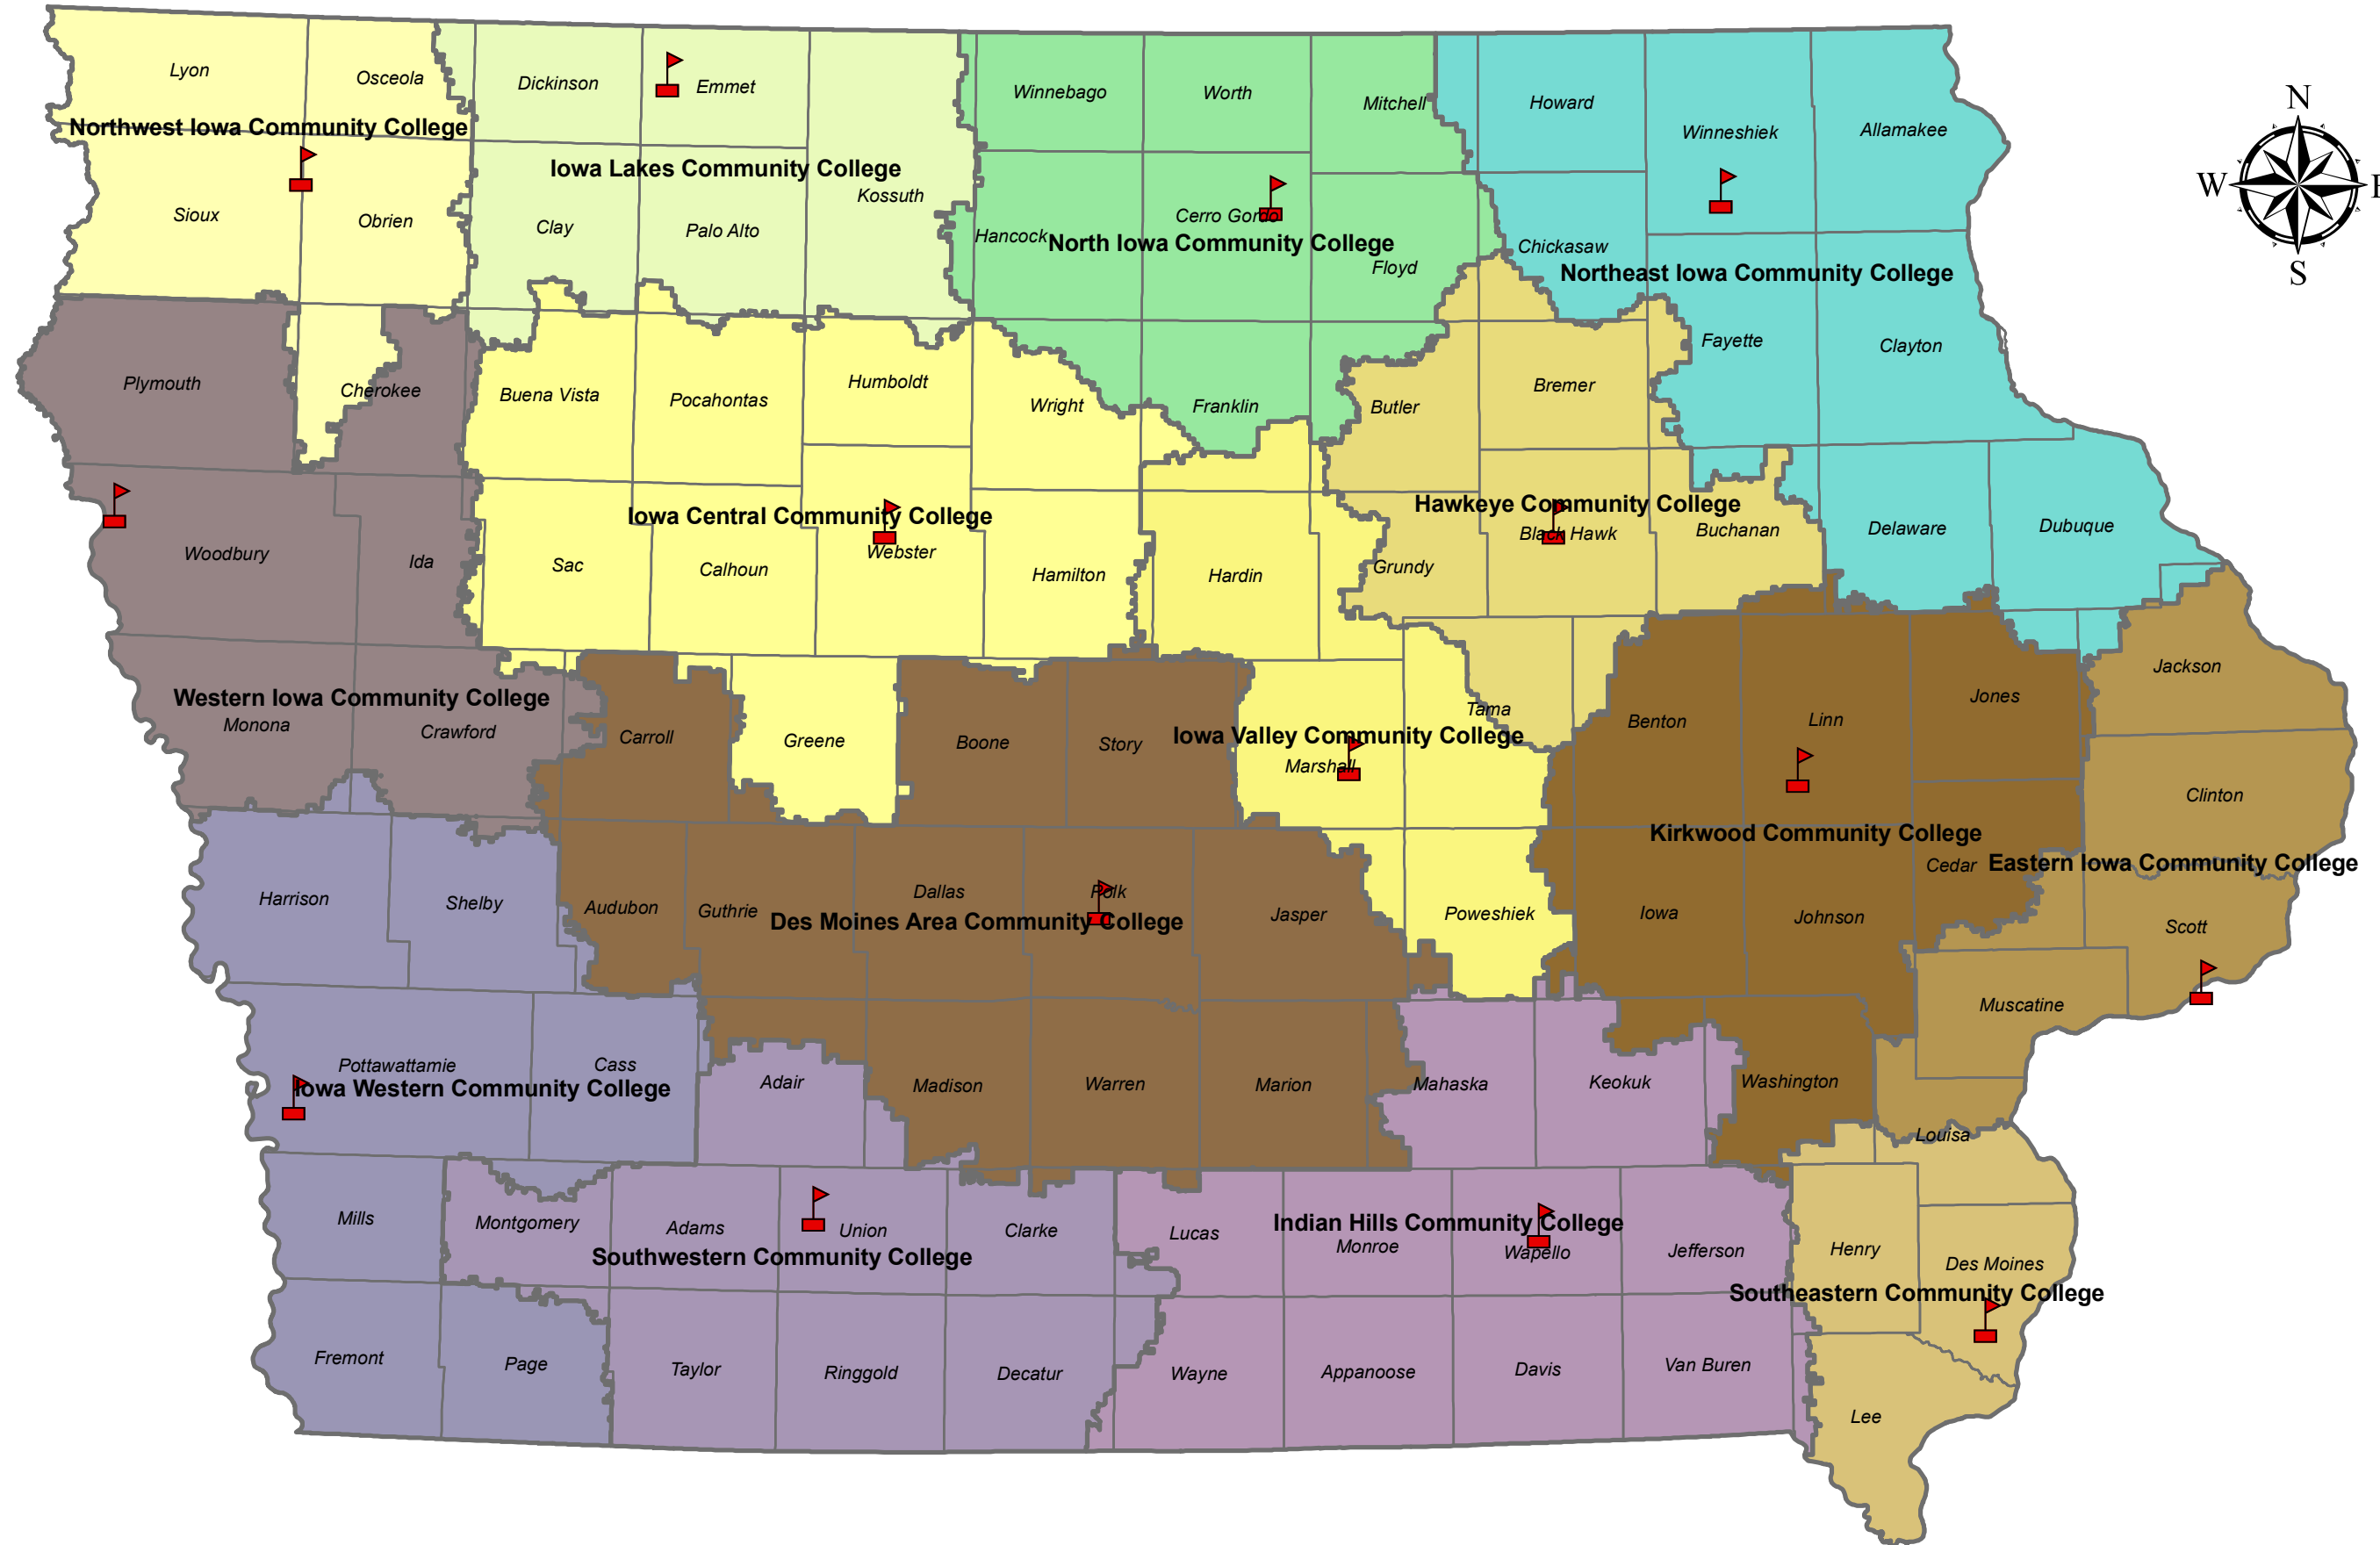 Lyon
Osceola
Dickinson
Emmet
Winnebago
Worth
Mitchell
Howard
Winneshiek
Allamakee
N
W
E
S
Northwest Iowa Community College
Iowa Lakes Community College
Kossuth
Sioux
Obrien
Clay
Palo Alto
Hancock
Cerro Gordo
North Iowa Community College
Floyd
Chickasaw
Northeast Iowa Community College
Fayette
Clayton
Plymouth
Cherokee
Buena Vista
Pocahontas
Humboldt
Wright
Franklin
Butler
Bremer
Iowa Central Community College
Hawkeye Community College
Woodbury
Ida
Sac
Calhoun
Webster
Hamilton
Hardin
Grundy
Black Hawk
Buchanan
Delaware
Dubuque
Western Iowa Community College
Monona
Crawford
Carroll
Greene
Boone
Story
Iowa Valley Community College
Marshall
Tama
Benton
Linn
Jones
Jackson
Clinton
Kirkwood Community College
Cedar
Eastern Iowa Community College
Harrison
Shelby
Audubon
Guthrie
Dallas
Polk
Des Moines Area Community College
Jasper
Poweshiek
Iowa
Johnson
Scott
Muscatine
Pottawattamie
Cass
Iowa Western Community College
Adair
Madison
Warren
Marion
Mahaska
Keokuk
Washington
Louisa
Mills
Montgomery
Adams
Union
Clarke
Southwestern Community College
Lucas
Indian Hills Community College
Monroe
Wapello
Jefferson
Henry
Des Moines
Southeastern Community College
Fremont
Page
Taylor
Ringgold
Decatur
Wayne
Appanoose
Davis
Van Buren
Lee